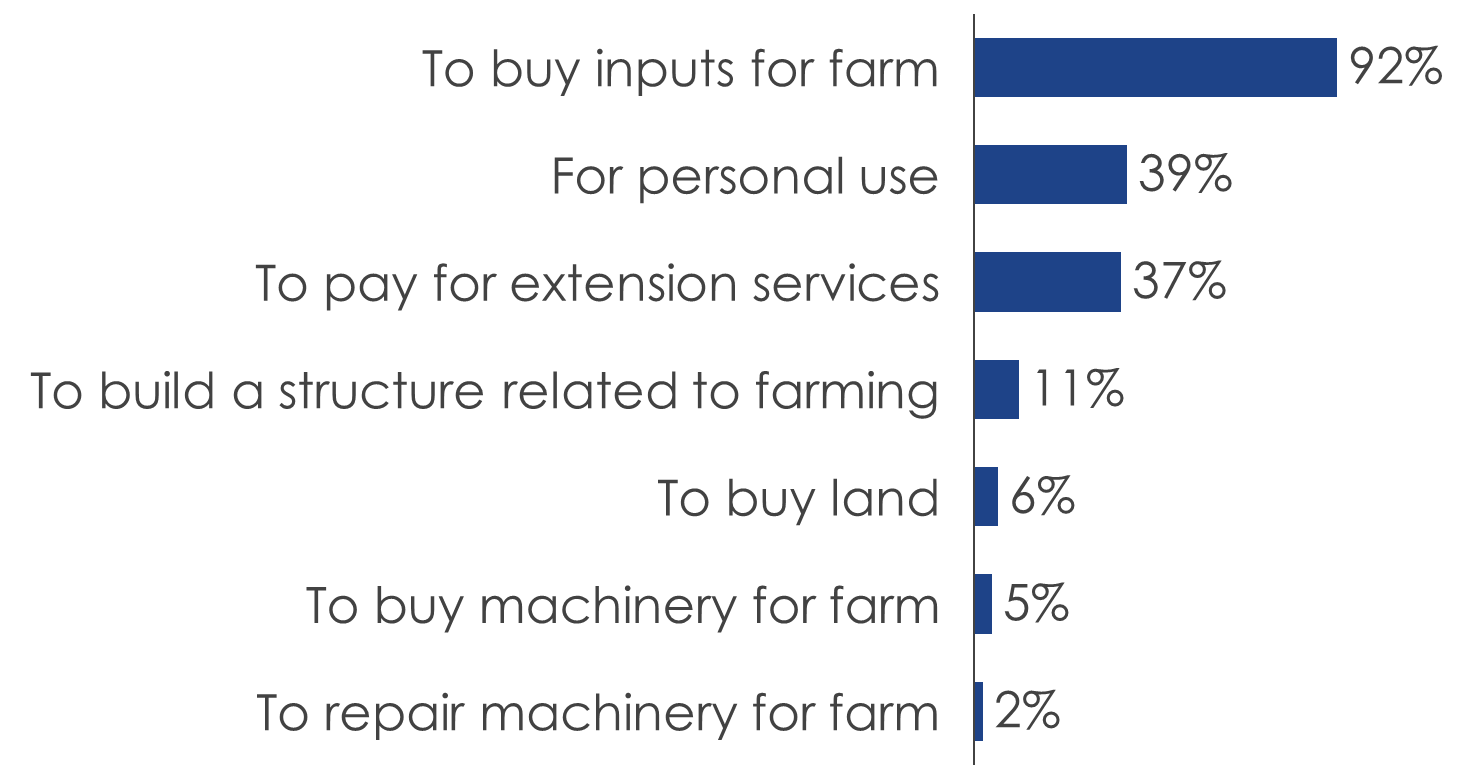 To buy inputs for farm 92%
For personal use 39%
To pay for extension services 37%
To build a structure related to farming 11%
To buy land 6%
To buy machinery for farm 5%
To repair machinery for farm 2%